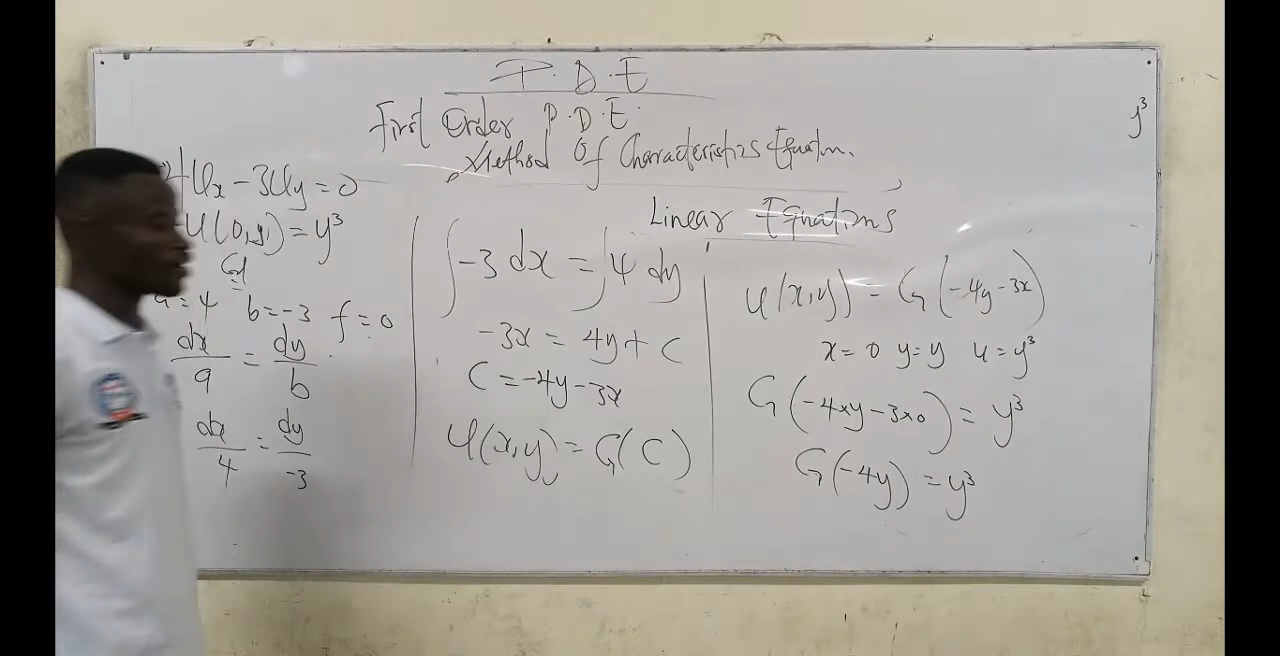 P.D.E
First Order P.D.E
Method Of Characteristics Equatn.
Linear Equations
4Ux - 3Uy = 0
U(0,y) = y³
Sol
a = 4 b = -3 f = 0
dx/a = dy/b
dx/4 = dy/-3
∫-3 dx = ∫4 dy
-3x = 4y + C
C = -4y - 3x
U(x,y) = G(C)
U(x,y) = G(-4y - 3x)
x = 0 y = y u = y³
G(-4xy - 3x0) = y³
G(-4y) = y³
y³